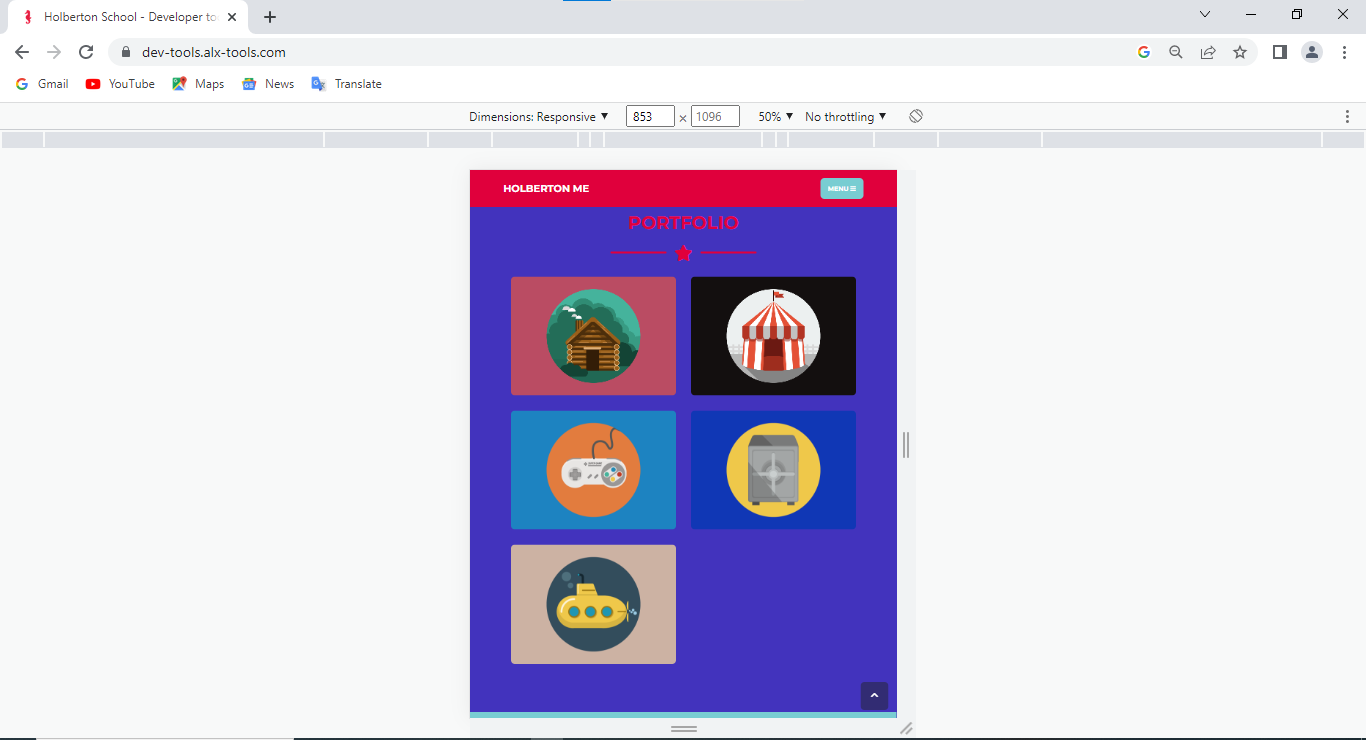 Holberton School - Developer to
dev-tools.alx-tools.com
Gmail YouTube Maps News Translate
Dimensions: Responsive ▼ 853 × 1096 50% ▼ No throttling ▼
HOLBERTON ME MENU
PORTFOLIO